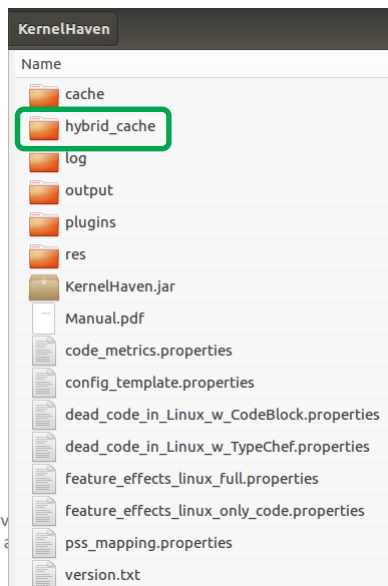 KernelHaven
Name
cache
hybrid_cache
log
output
plugins
res
KernelHaven.jar
Manual.pdf
code_metrics.properties
config_template.properties
dead_code_in_Linux_w_CodeBlock.properties
dead_code_in_Linux_w_TypeChef.properties
feature_effects_linux_full.properties
feature_effects_linux_only_code.properties
pss_mapping.properties
version.txt